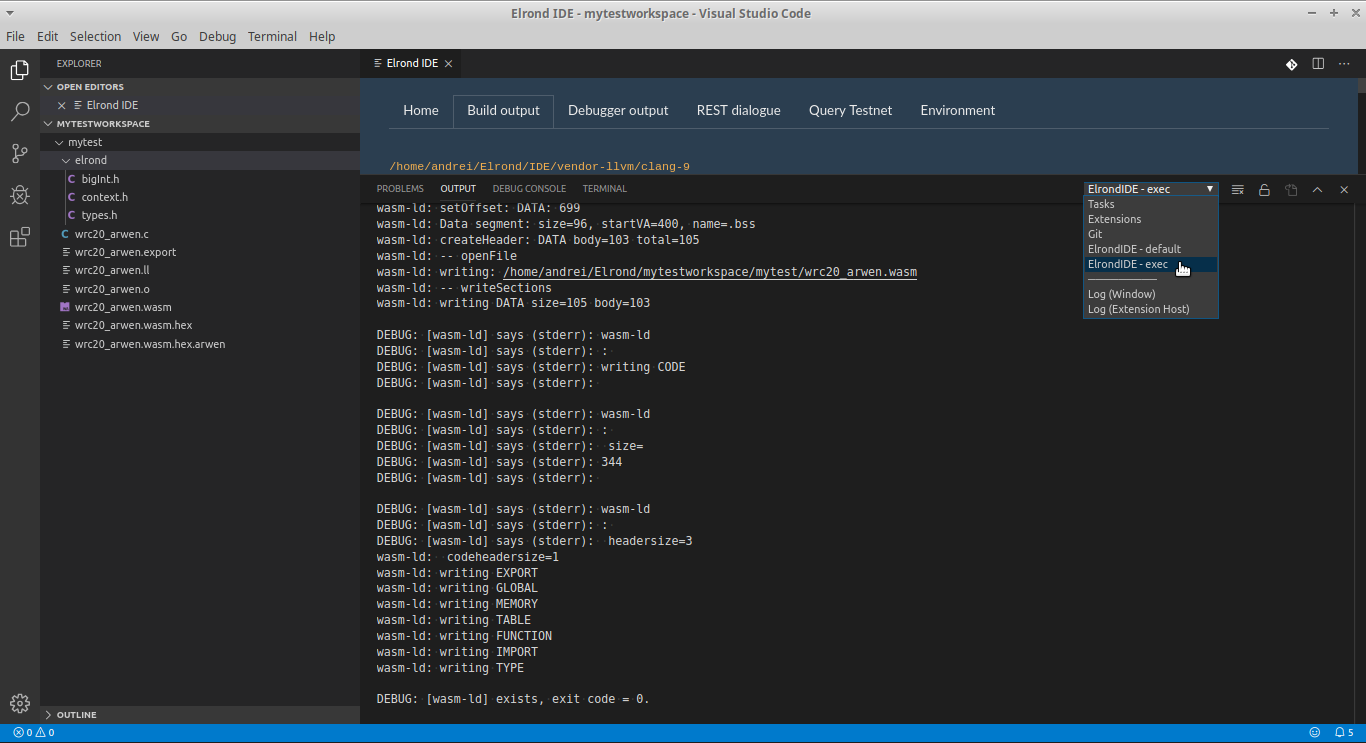 Elrond IDE - mytestworkspace - Visual Studio Code
File Edit Selection View Go Debug Terminal Help
EXPLORER
OPEN EDITORS
Elrond IDE
MYTESTWORKSPACE
mytest
elrond
C bigInt.h
C context.h
C types.h
C wrc20_arwen.c
wrc20_arwen.export
wrc20_arwen.ll
wrc20_arwen.o
wrc20_arwen.wasm
wrc20_arwen.wasm.hex
wrc20_arwen.wasm.hex.arwen
OUTLINE
Elrond IDE
Home Build output Debugger output REST dialogue Query Testnet Environment
/home/andrei/Elrond/IDE/vendor-llvm/clang-9
PROBLEMS OUTPUT DEBUG CONSOLE TERMINAL
ElrondIDE - exec
Tasks
Extensions
Git
ElrondIDE - default
ElrondIDE - exec
Log (Window)
Log (Extension Host)
wasm-ld: setOffset: DATA: 699
wasm-ld: Data segment: size=96, startVA=400, name=.bss
wasm-ld: createHeader: DATA body=103 total=105
wasm-ld: -- openFile
wasm-ld: writing: /home/andrei/Elrond/mytestworkspace/mytest/wrc20_arwen.wasm
wasm-ld: -- writeSections
wasm-ld: writing DATA size=105 body=103
DEBUG: [wasm-ld] says (stderr): wasm-ld
DEBUG: [wasm-ld] says (stderr): :
DEBUG: [wasm-ld] says (stderr): writing CODE
DEBUG: [wasm-ld] says (stderr):
DEBUG: [wasm-ld] says (stderr): wasm-ld
DEBUG: [wasm-ld] says (stderr): :
DEBUG: [wasm-ld] says (stderr):  size=
DEBUG: [wasm-ld] says (stderr): 344
DEBUG: [wasm-ld] says (stderr):
DEBUG: [wasm-ld] says (stderr): wasm-ld
DEBUG: [wasm-ld] says (stderr): :
DEBUG: [wasm-ld] says (stderr):  headersize=3
wasm-ld:  codeheadersize=1
wasm-ld: writing EXPORT
wasm-ld: writing GLOBAL
wasm-ld: writing MEMORY
wasm-ld: writing TABLE
wasm-ld: writing FUNCTION
wasm-ld: writing IMPORT
wasm-ld: writing TYPE
DEBUG: [wasm-ld] exists, exit code = 0.
0 0
5